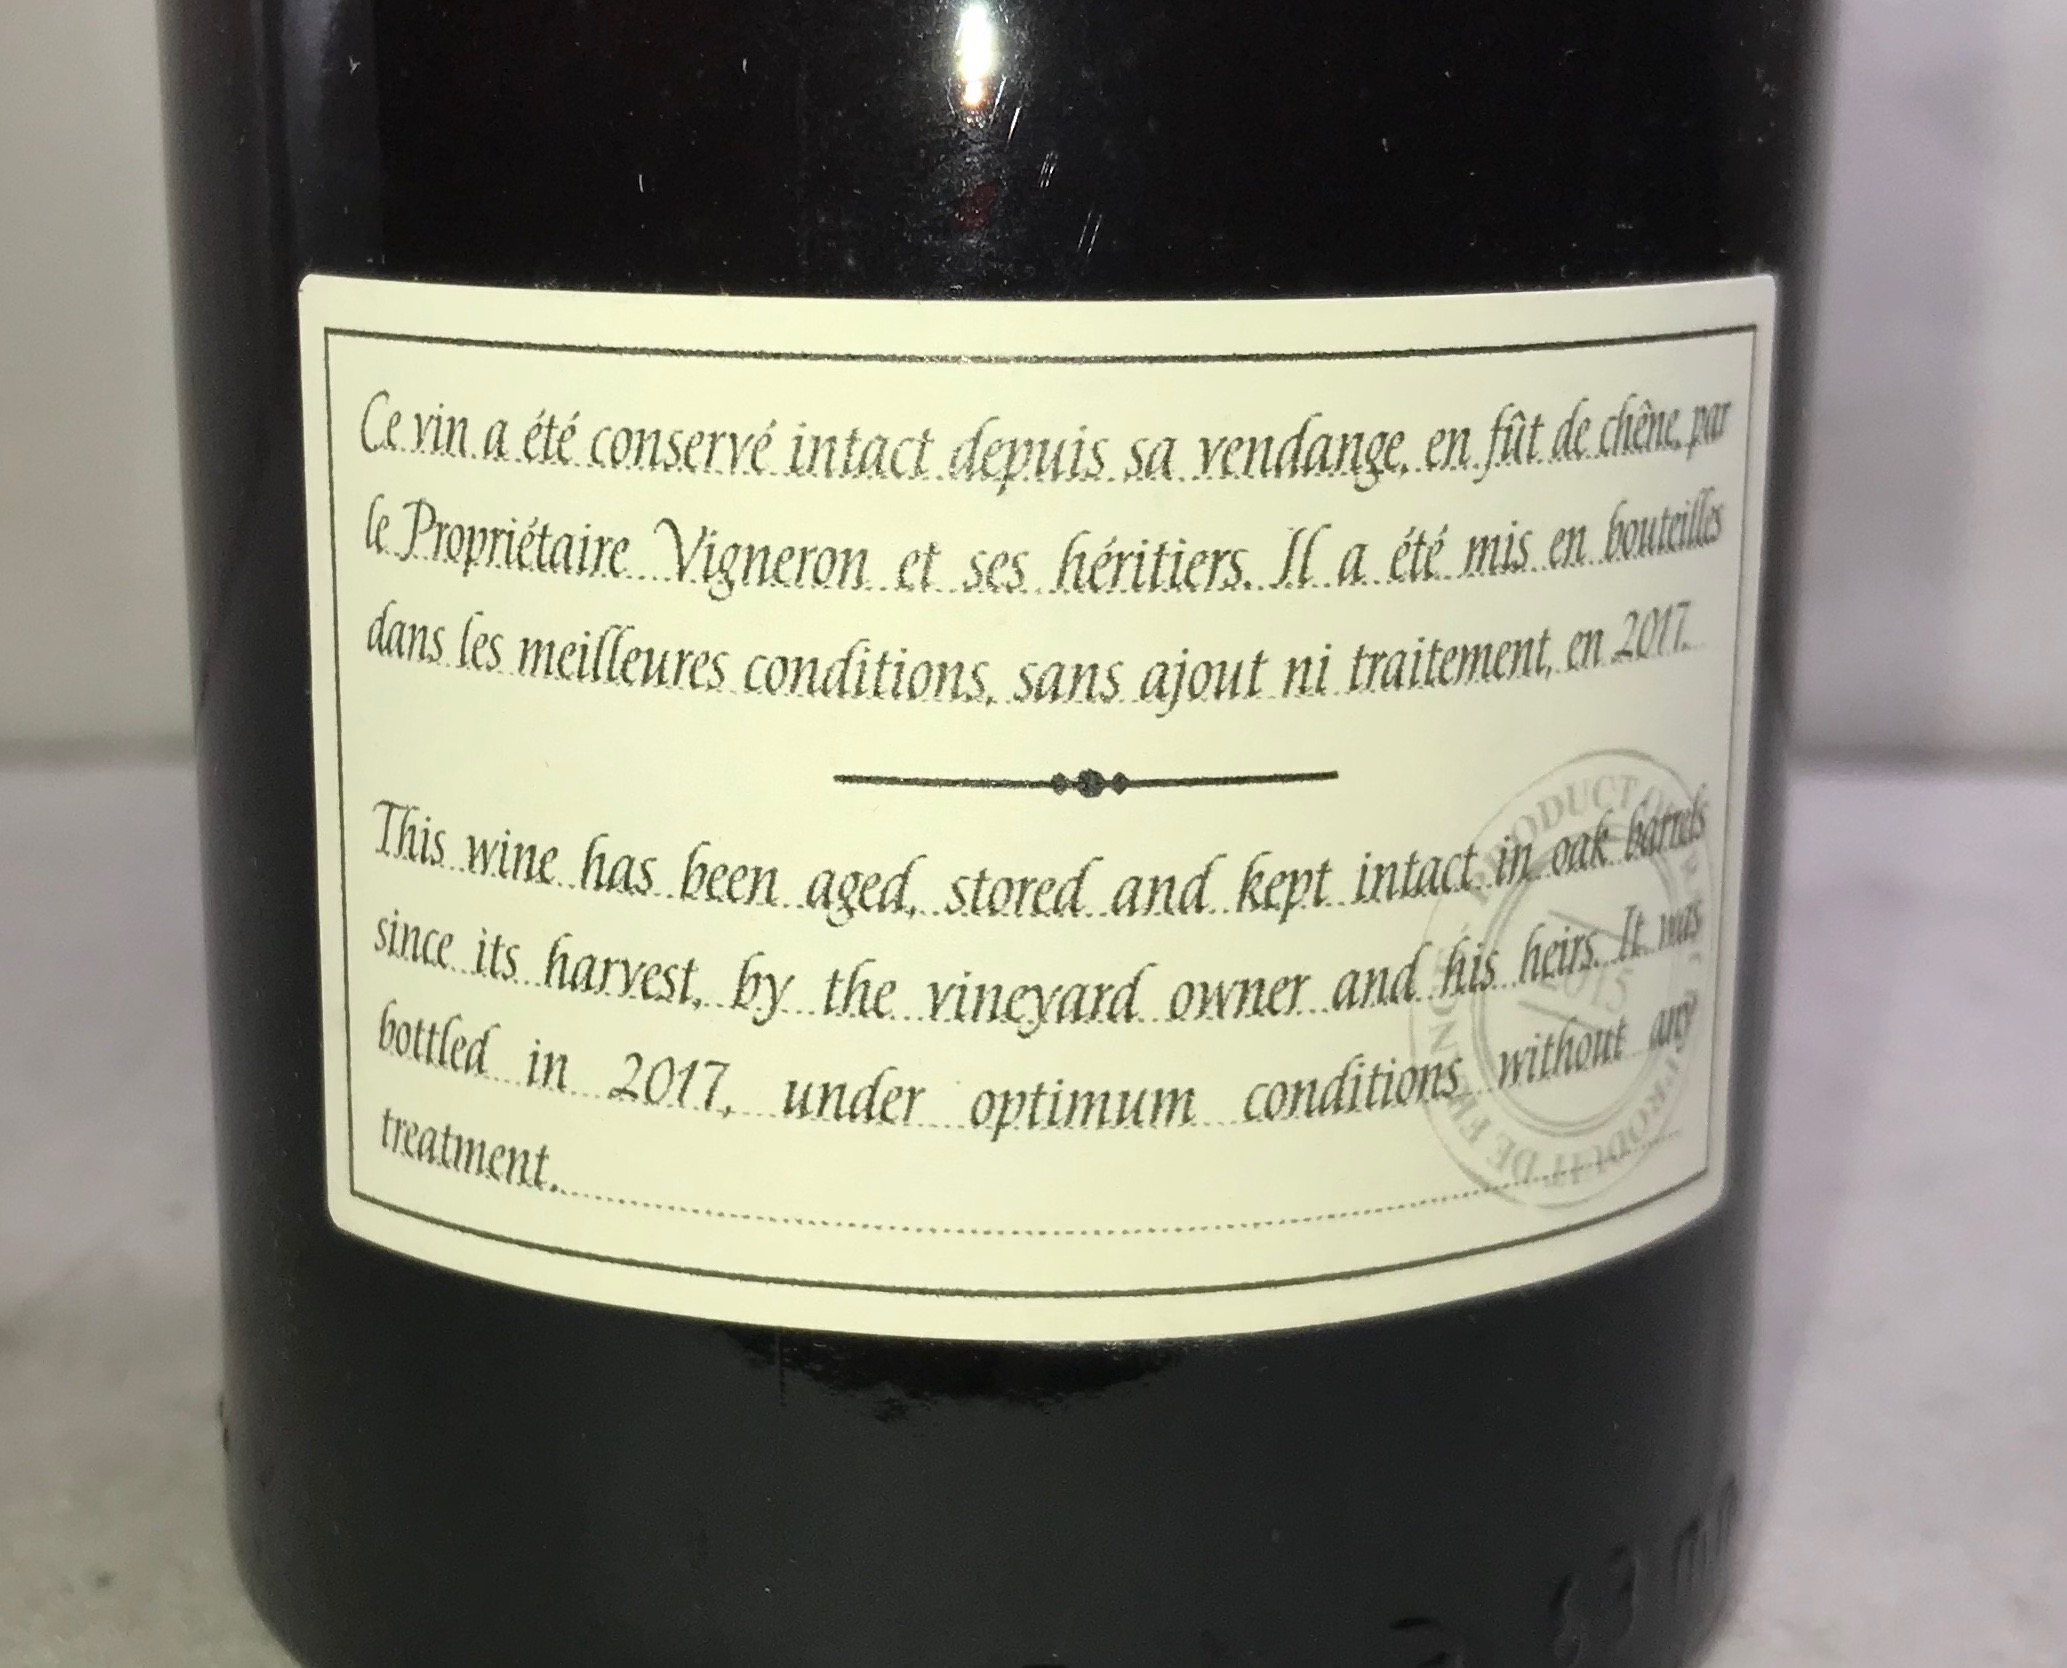 Ce vin a été conservé intact depuis sa vendange, en fût de chêne, par
le Propriétaire Vigneron et ses héritiers. Il a été mis en bouteilles
dans les meilleures conditions, sans ajout ni traitement, en 2017.
This wine has been aged, stored and kept intact in oak barrels
since its harvest, by the vineyard owner and his heirs. It was
bottled in 2017, under optimum conditions without any
treatment.
PRODUCT OF
PRODUIT DE
2015